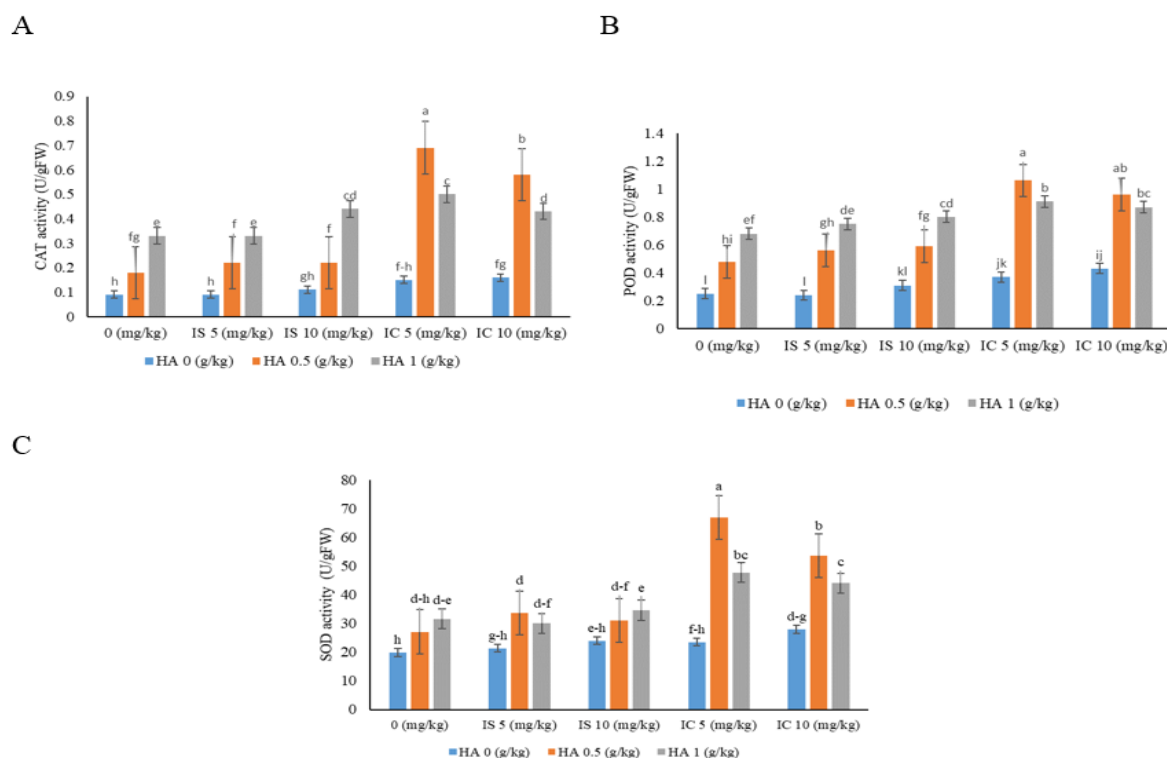 A
B
CAT activity (U/gFW)
0.9
0.8
0.7
0.6
0.5
0.4
0.3
0.2
0.1
0
h fg e h f e gh f cd f-h a c fg b d
0 (mg/kg) IS 5 (mg/kg) IS 10 (mg/kg) IC 5 (mg/kg) IC 10 (mg/kg)
HA 0 (g/kg) HA 0.5 (g/kg) HA 1 (g/kg)
POD activity (U/gFW)
1.4
1.2
1
0.8
0.6
0.4
0.2
0
l hi ef l gh de kl fg cd jk a b ij ab bc
0 (mg/kg) IS 5 (mg/kg) IS 10 (mg/kg) IC 5 (mg/kg) IC 10 (mg/kg)
HA 0 (g/kg) HA 0.5 (g/kg) HA 1 (g/kg)
C
SOD activity (U/gFW)
80
70
60
50
40
30
20
10
0
h d-h d-e g-h d d-f e-h d-f e f-h a bc d-g b c
0 (mg/kg) IS 5 (mg/kg) IS 10 (mg/kg) IC 5 (mg/kg) IC 10 (mg/kg)
HA 0 (g/kg) HA 0.5 (g/kg) HA 1 (g/kg)